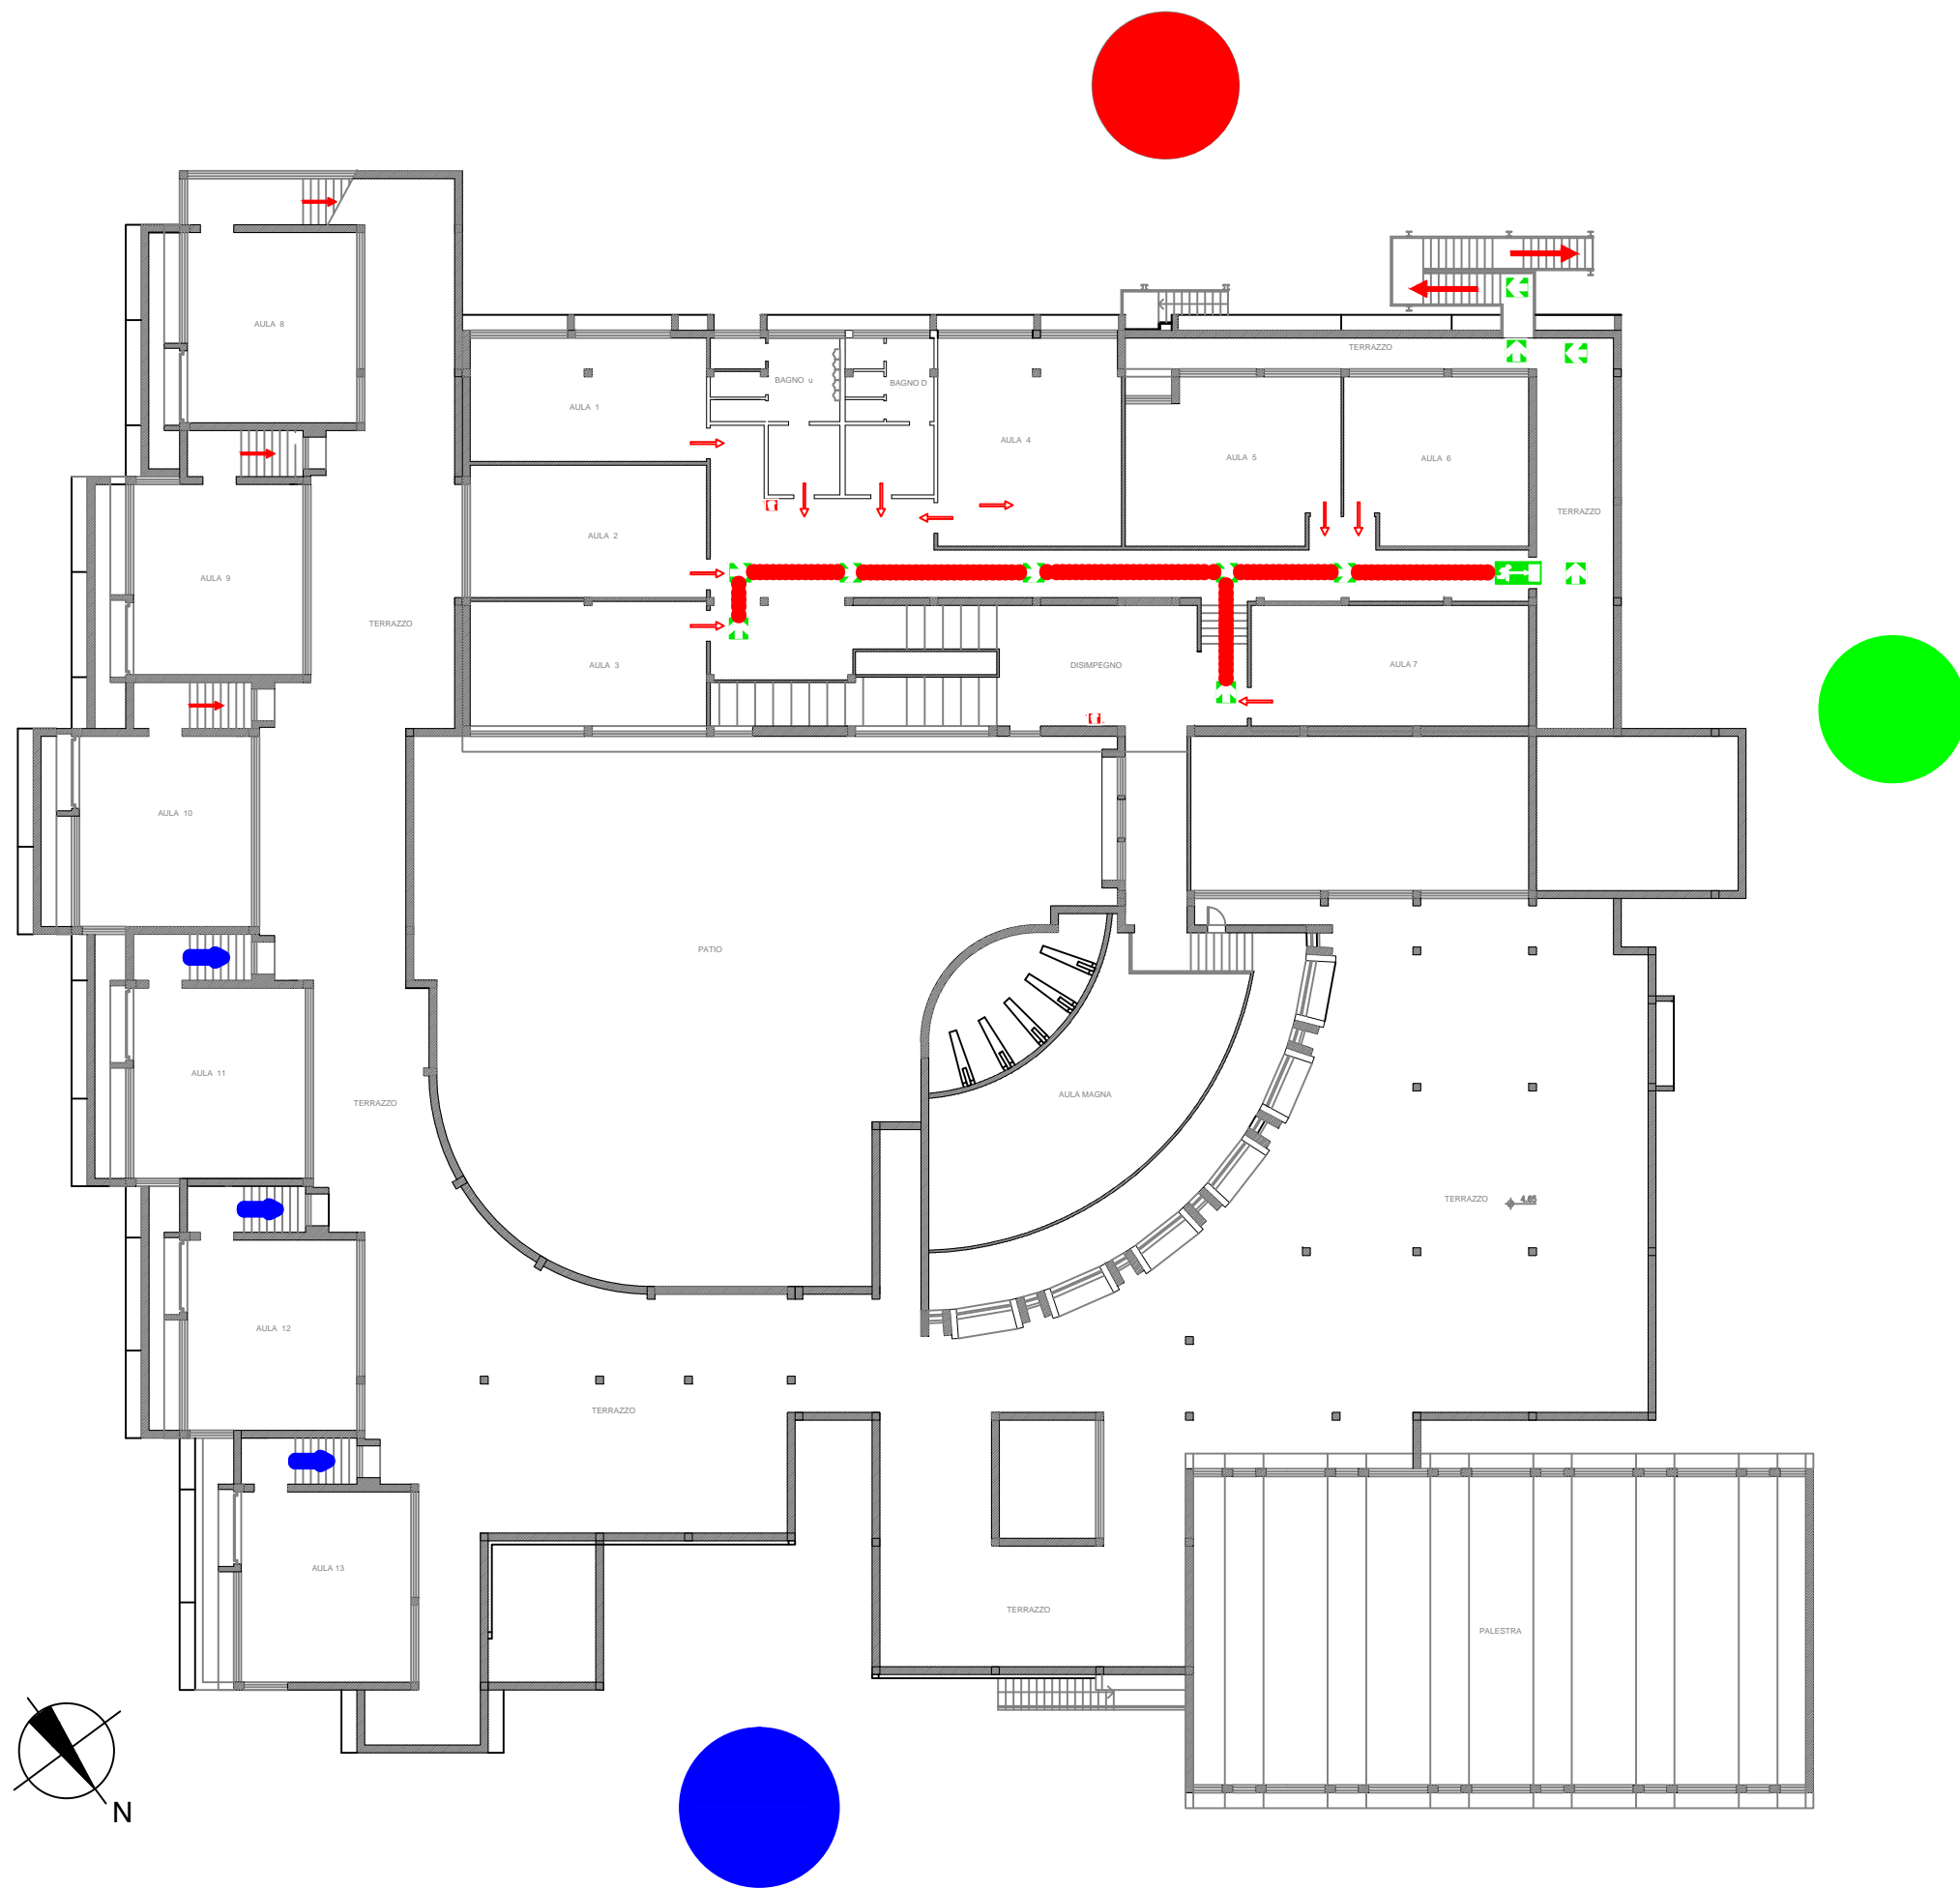 AULA  8
TERRAZZO
BAGNO  u
BAGNO D
AULA  1
AULA  4
AULA  5
AULA  6
TERRAZZO
AULA  2
AULA  9
TERRAZZO
AULA  3
DISIMPEGNO
AULA 7
AULA  10
PATIO
AULA  11
AULA MAGNA
TERRAZZO
TERRAZZO
4.65
AULA  12
TERRAZZO
AULA 13
TERRAZZO
PALESTRA
N